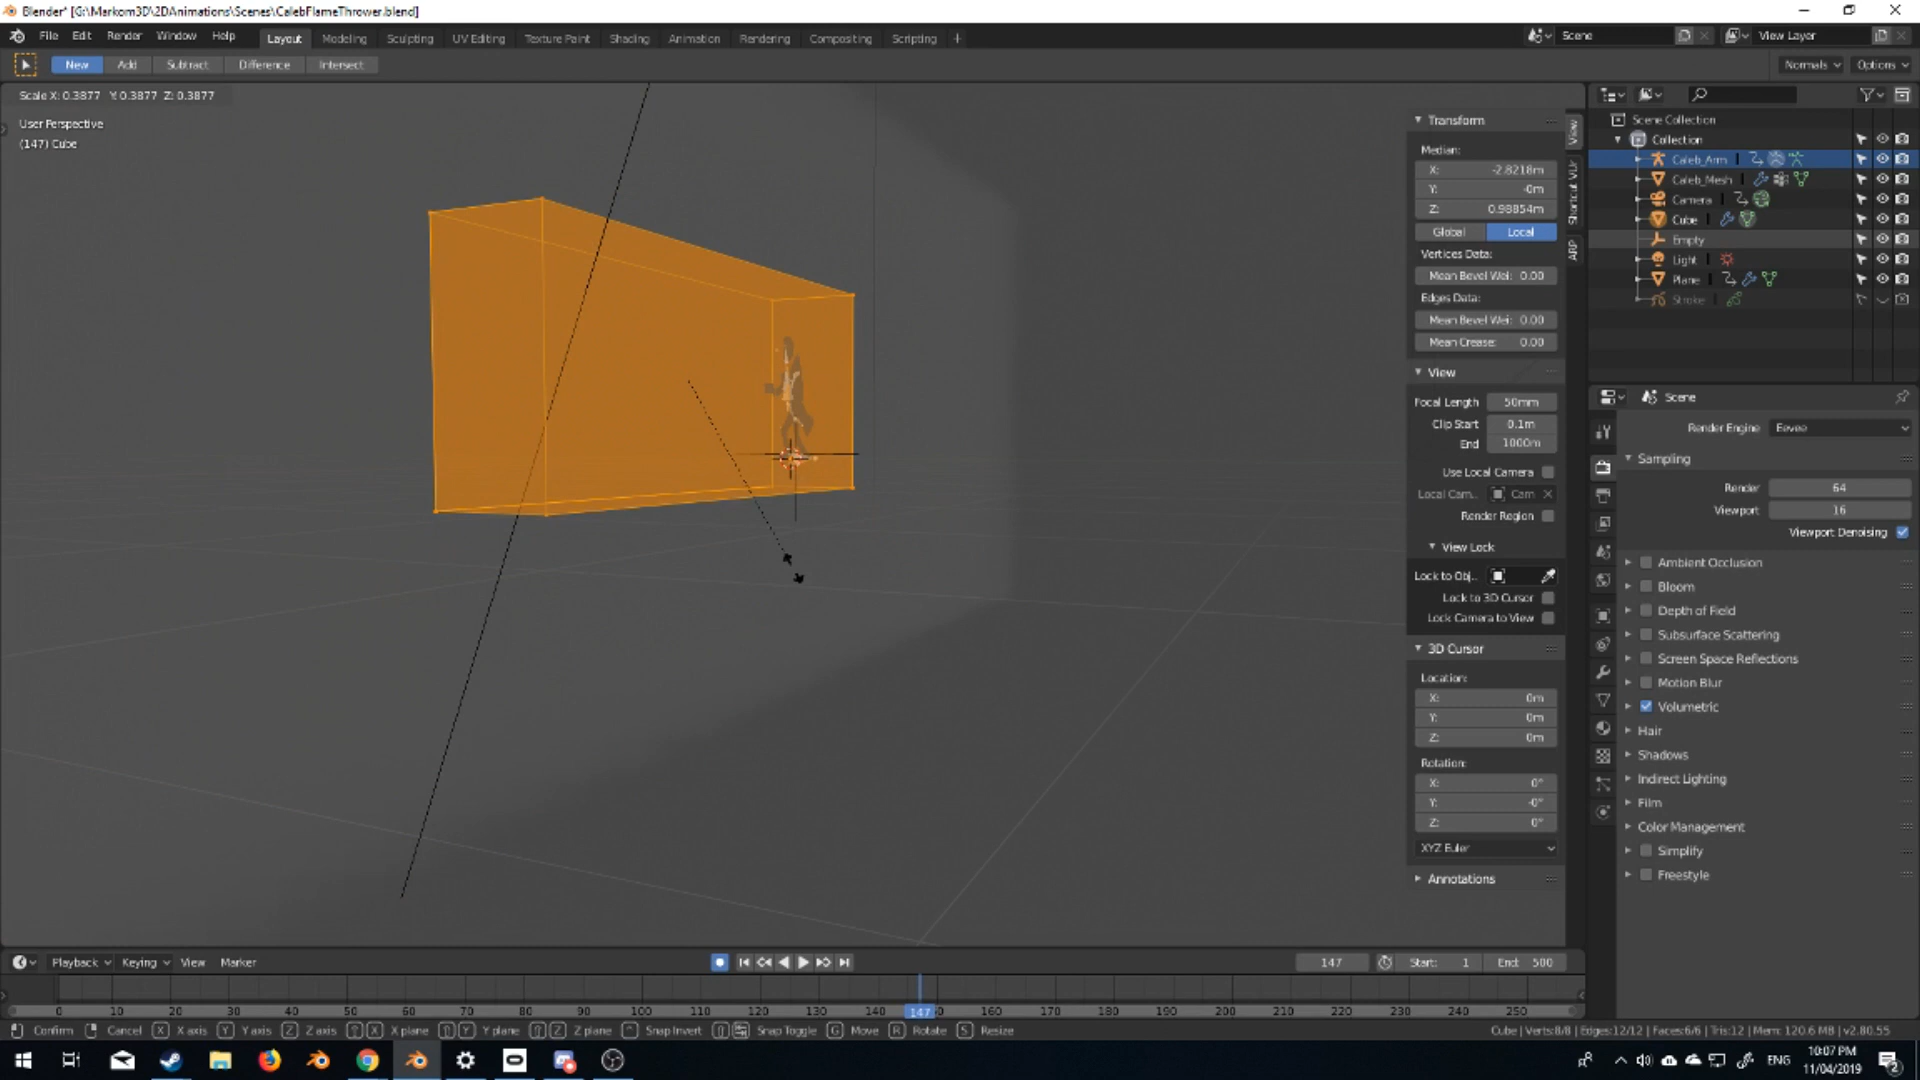 Blender* [G:\Markom3D\2DAnimations\Scenes\CalebFlameThrower.blend]
File Edit Render Window Help Layout Modeling Sculpting UV Editing Texture Paint Shading Animation Rendering Compositing Scripting + Scene View Layer
New Add Subtract Difference Intersect Normals Options
Scale X: 0.3877 Y: 0.3877 Z: 0.3877
User Perspective
(147) Cube
Transform
Median:
X: -2.8218m
Y: -0m
Z: 0.98854m
Global Local
Vertices Data:
Mean Bevel Wei: 0.00
Edges Data:
Mean Bevel Wei: 0.00
Mean Crease: 0.00
View
Focal Length 50mm
Clip Start 0.1m
End 1000m
Use Local Camera
Local Cam.. Cam
Render Region
View Lock
Lock to Obj..
Lock to 3D Cursor
Lock Camera to View
3D Cursor
Location:
X: 0m
Y: 0m
Z: 0m
Rotation:
X: 0°
Y: -0°
Z: 0°
XYZ Euler
Annotations
View
Shortcut VUr
ARP
Scene Collection
Collection
Caleb_Arm
Caleb_Mesh
Camera
Cube
Empty
Light
Plane
Stroke
Scene
Render Engine Eevee
Sampling
Render 64
Viewport 16
Viewport Denoising
Ambient Occlusion
Bloom
Depth of Field
Subsurface Scattering
Screen Space Reflections
Motion Blur
Volumetric
Hair
Shadows
Indirect Lighting
Film
Color Management
Simplify
Freestyle
Playback Keying View Marker 147 Start: 1 End: 500
0 10 20 30 40 50 60 70 80 90 100 110 120 130 140 147 160 170 180 190 200 210 220 230 240 250
Confirm Cancel X X axis Y Y axis Z Z axis X X plane Y Y plane Z Z plane Snap Invert Snap Toggle G Move R Rotate S Resize Cube | Verts:8/8 | Edges:12/12 | Faces:6/6 | Tris:12 | Mem: 120.6 MB | v2.80.55
ENG
10:07 PM
11/04/2019
2